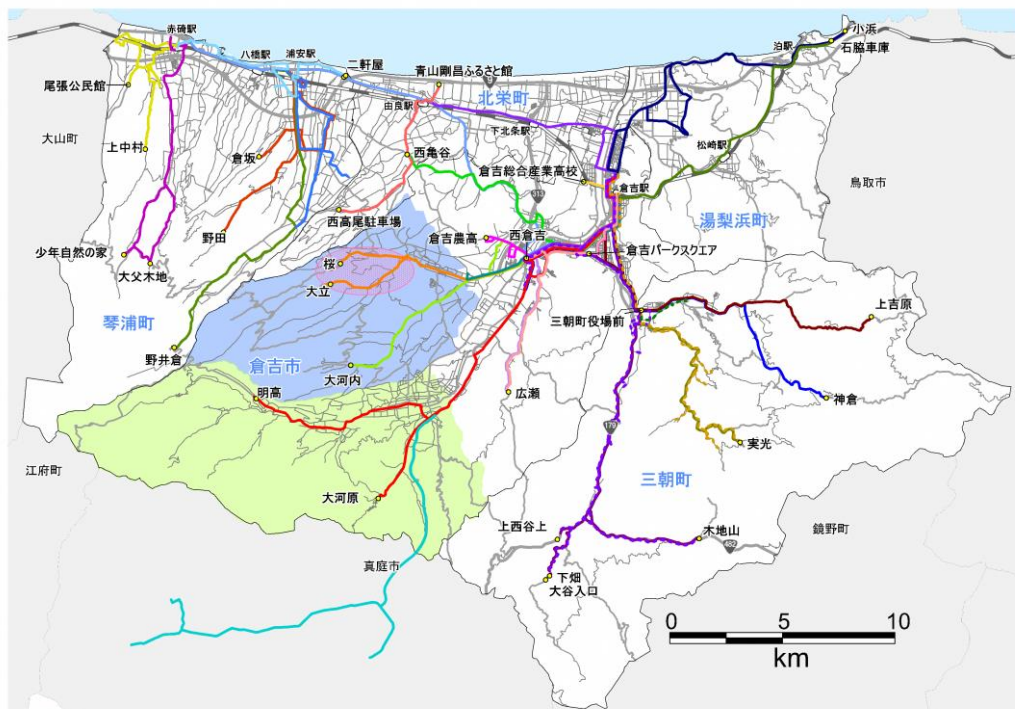 小浜
赤碕駅
石脇車庫
泊駅
八橋駅
浦安駅
二軒屋
青山剛昌ふるさと館
尾張公民館
北栄町
由良駅
大山町
下北条駅
上中村
倉坂
西亀谷
松崎駅
倉吉総合産業高校
313
倉吉駅
鳥取市
西高尾駐車場
湯梨浜町
野田
倉吉農高
西倉吉
少年自然の家
大父木地
桜
倉吉パークスクエア
大立
上吉原
三朝町役場前
琴浦町
野井倉
倉吉市
大河内
明高
広瀬
神倉
179
実光
江府町
三朝町
大河原
上西谷上
木地山
鏡野町
482
真庭市
下畑
大谷入口
0 5 10
km